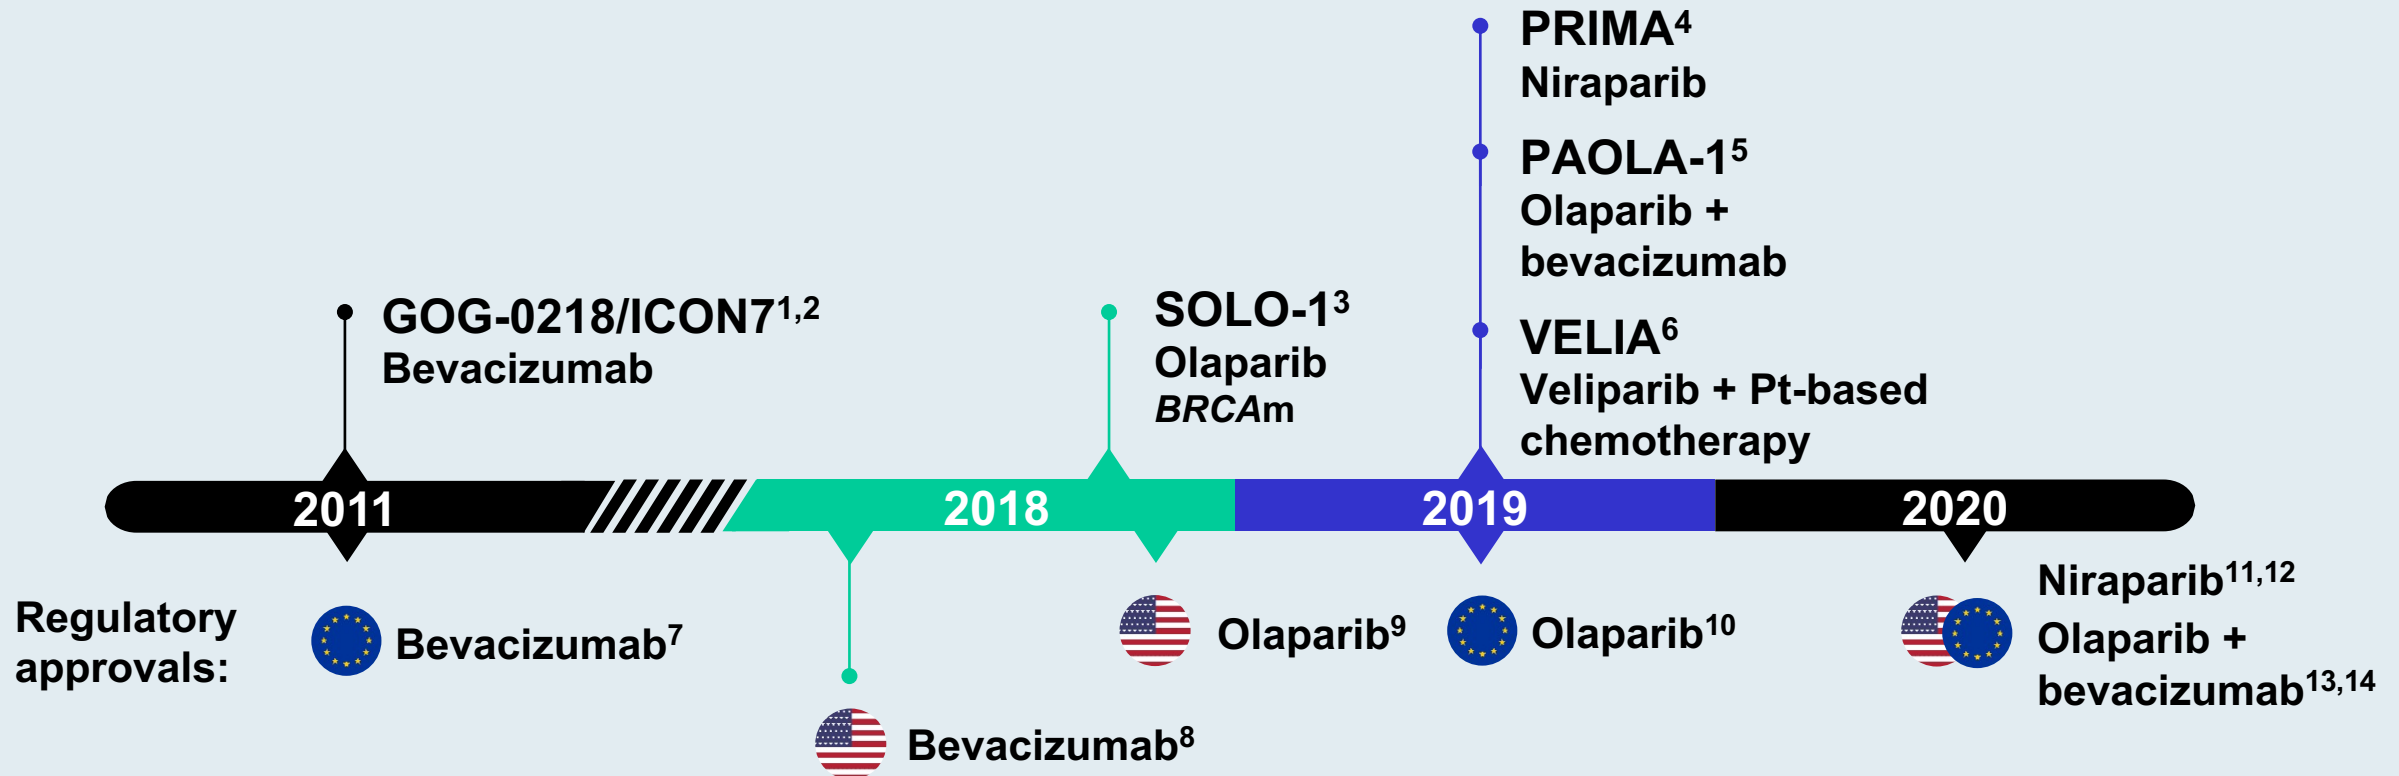 PRIMA⁴
Niraparib
PAOLA-1⁵
Olaparib +
bevacizumab
VELIA⁶
Veliparib + Pt-based
chemotherapy
GOG-0218/ICON7¹,²
Bevacizumab
SOLO-1³
Olaparib
BRCAm
2011
2018
2019
2020
Regulatory
approvals:
Bevacizumab⁷
Bevacizumab⁸
Olaparib⁹
Olaparib¹⁰
Niraparib¹¹,¹²
Olaparib +
bevacizumab¹³,¹⁴